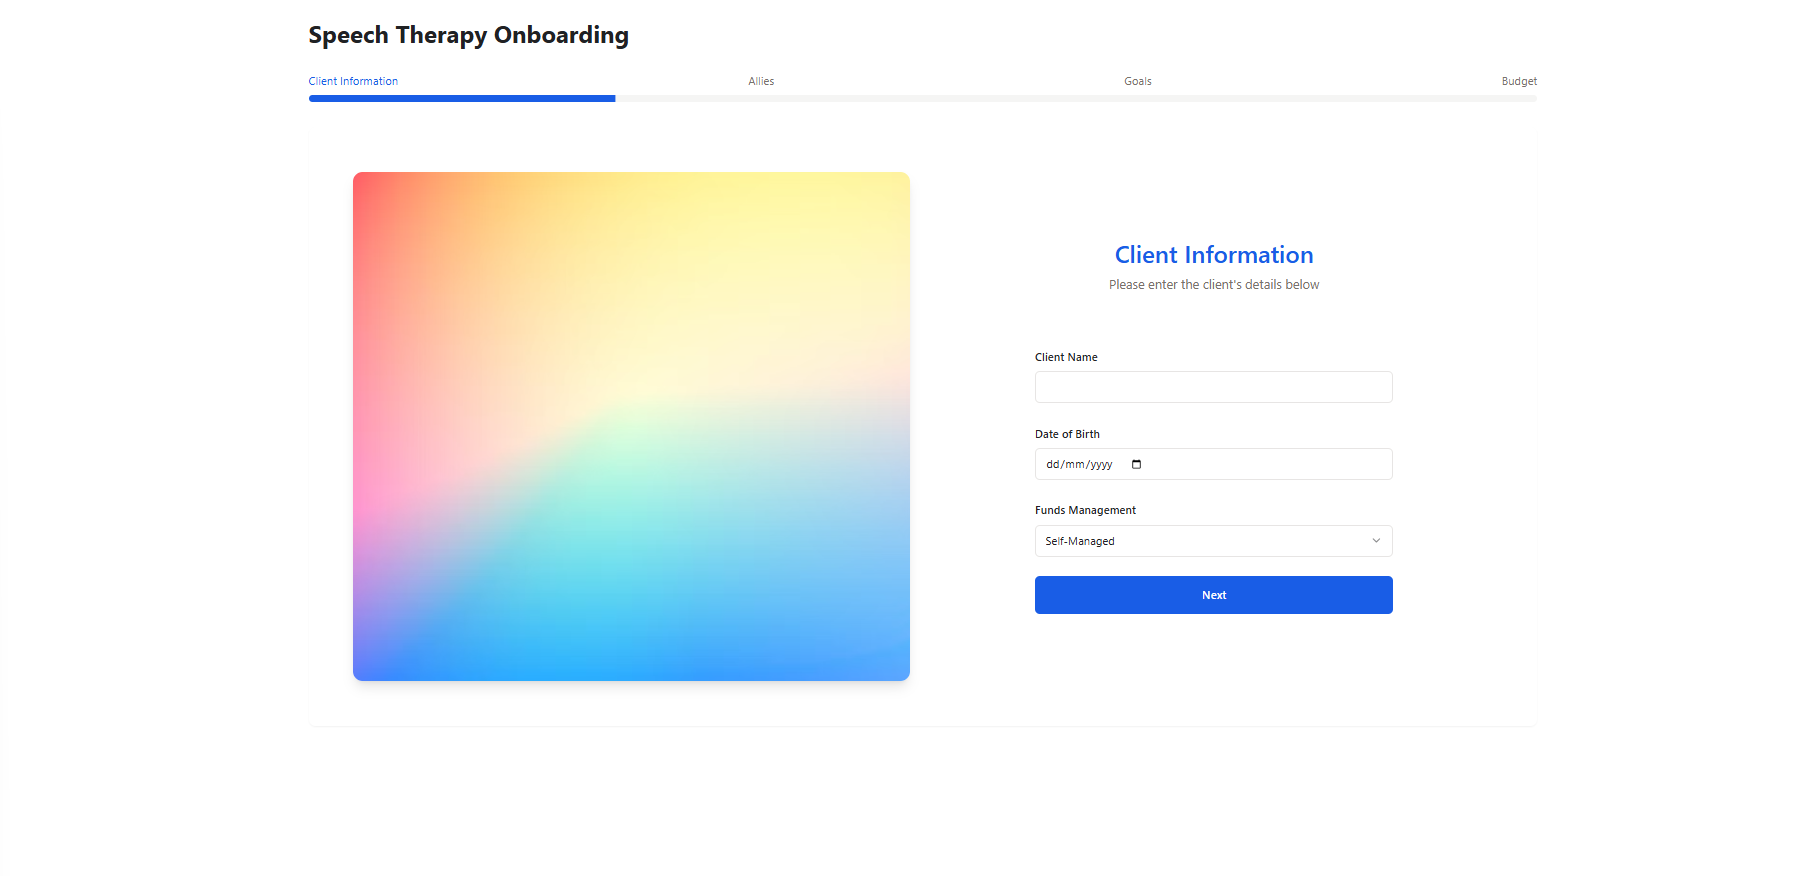 Speech Therapy Onboarding
Client Information Allies Goals Budget
Client Information
Please enter the client's details below
Client Name
Date of Birth
dd/mm/yyyy
Funds Management
Self-Managed
Next